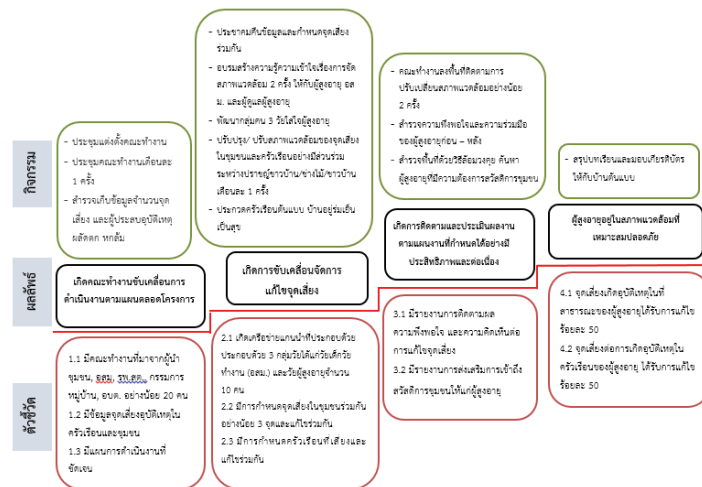 กิจกรรม
- ประชุมแต่งตั้งคณะทำงาน
- ประชุมคณะทำงานเดือนละ
1 ครั้ง
- สำรวจเก็บข้อมูลจำนวนจุด
เสี่ยง และผู้ประสบอุบัติเหตุ
ผลัดตก หกล้ม
- ประชาคมคืนข้อมูลและกำหนดจุดเสี่ยง
ร่วมกัน
- อบรมสร้างความรู้ความเข้าใจเรื่องการจัด
สภาพแวดล้อม 2 ครั้ง ให้กับผู้สูงอายุ อส
ม. และผู้ดูแลผู้สูงอายุ
- พัฒนากลุ่มคน 3 วัยใส่ใจผู้สูงอายุ
- ปรับปรุง/ ปรับสภาพแวดล้อมของจุดเสี่ยง
ในชุมชนและครัวเรือนอย่างมีส่วนร่วม
ระหว่างปราชญ์ชาวบ้าน/ช่างไม้/ชาวบ้าน
เดือนละ 1 ครั้ง
- ประกวดครัวเรือนต้นแบบ บ้านอยู่ร่มเย็น
เป็นสุข
- คณะทำงานลงพื้นที่ติดตามการ
ปรับเปลี่ยนสภาพแวดล้อมอย่างน้อย
2 ครั้ง
- สำรวจความพึงพอใจและความร่วมมือ
ของผู้สูงอายุก่อน – หลัง
- สำรวจพื้นที่ด้วยวิธีล้อมวงคุย ค้นหา
ผู้สูงอายุที่มีความต้องการสวัสดิการชุมชน
- สรุปบทเรียนและมอบเกียรติบัตร
ให้กับบ้านต้นแบบ
ผลลัพธ์
เกิดคณะทำงานขับเคลื่อนการ
ดำเนินงานตามแผนตลอดโครงการ
เกิดการขับเคลื่อนจัดการ
แก้ไขจุดเสี่ยง
เกิดการติดตามและประเมินผลงาน
ตามแผนงานที่กำหนดได้อย่างมี
ประสิทธิภาพและต่อเนื่อง
ผู้สูงอายุอยู่ในสภาพแวดล้อมที่
เหมาะสมปลอดภัย
ตัวชี้วัด
1.1 มีคณะทำงานที่มาจากผู้นำ
ชุมชน, อสม, รพ.สต., กรรมการ
หมู่บ้าน, อบต. อย่างน้อย 20 คน
1.2 มีข้อมูลจุดเสี่ยงอุบัติเหตุใน
ครัวเรือนและชุมชน
1.3 มีแผนการดำเนินงานที่
ชัดเจน
2.1 เกิดเครือข่ายแกนนำที่ประกอบด้วย
ประกอบด้วย 3 กลุ่มวัยได้แก่วัยเด็กวัย
ทำงาน (อสม.) และวัยผู้สูงอายุจำนวน
10 คน
2.2 มีการกำหนดจุดเสี่ยงในชุมชนร่วมกัน
อย่างน้อย 3 จุดและแก้ไขร่วมกัน
2.3 มีการกำหนดครัวเรือนที่เสี่ยงและ
แก้ไขร่วมกัน
3.1 มีรายงานการติดตามผล
ความพึงพอใจ และความคิดเห็นต่อ
การแก้ไขจุดเสี่ยง
3.2 มีรายงานการส่งเสริมการเข้าถึง
สวัสดิการชุมชนให้แก่ผู้สูงอายุ
4.1 จุดเสี่ยงเกิดอุบัติเหตุในที่
สาธารณะของผู้สูงอายุได้รับการแก้ไข
ร้อยละ 50
4.2 จุดเสี่ยงต่อการเกิดอุบัติเหตุใน
ครัวเรือนของผู้สูงอายุ ได้รับการแก้ไข
ร้อยละ 50